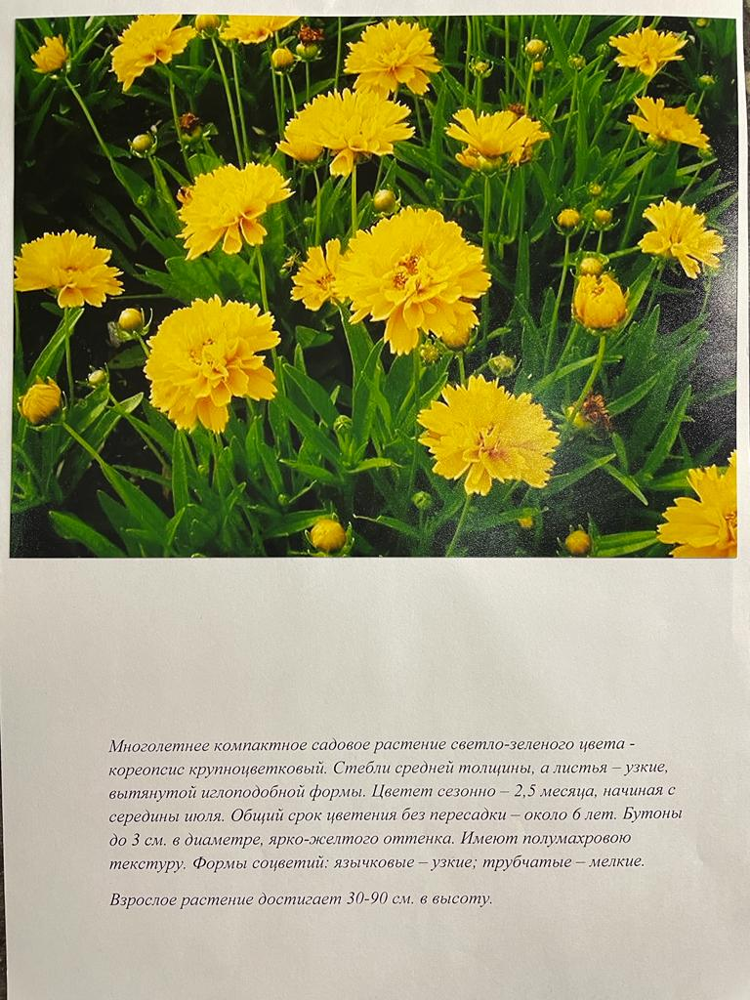 Многолетнее компактное садовое растение светло-зеленого цвета -
кореопсис крупноцветковый. Стебли средней толщины, а листья – узкие,
вытянутой иглоподобной формы. Цветет сезонно – 2,5 месяца, начиная с
середины июля. Общий срок цветения без пересадки – около 6 лет. Бутоны
до 3 см. в диаметре, ярко-желтого оттенка. Имеют полумахровою
текстуру. Формы соцветий: язычковые – узкие; трубчатые – мелкие.
Взрослое растение достигает 30-90 см. в высоту.